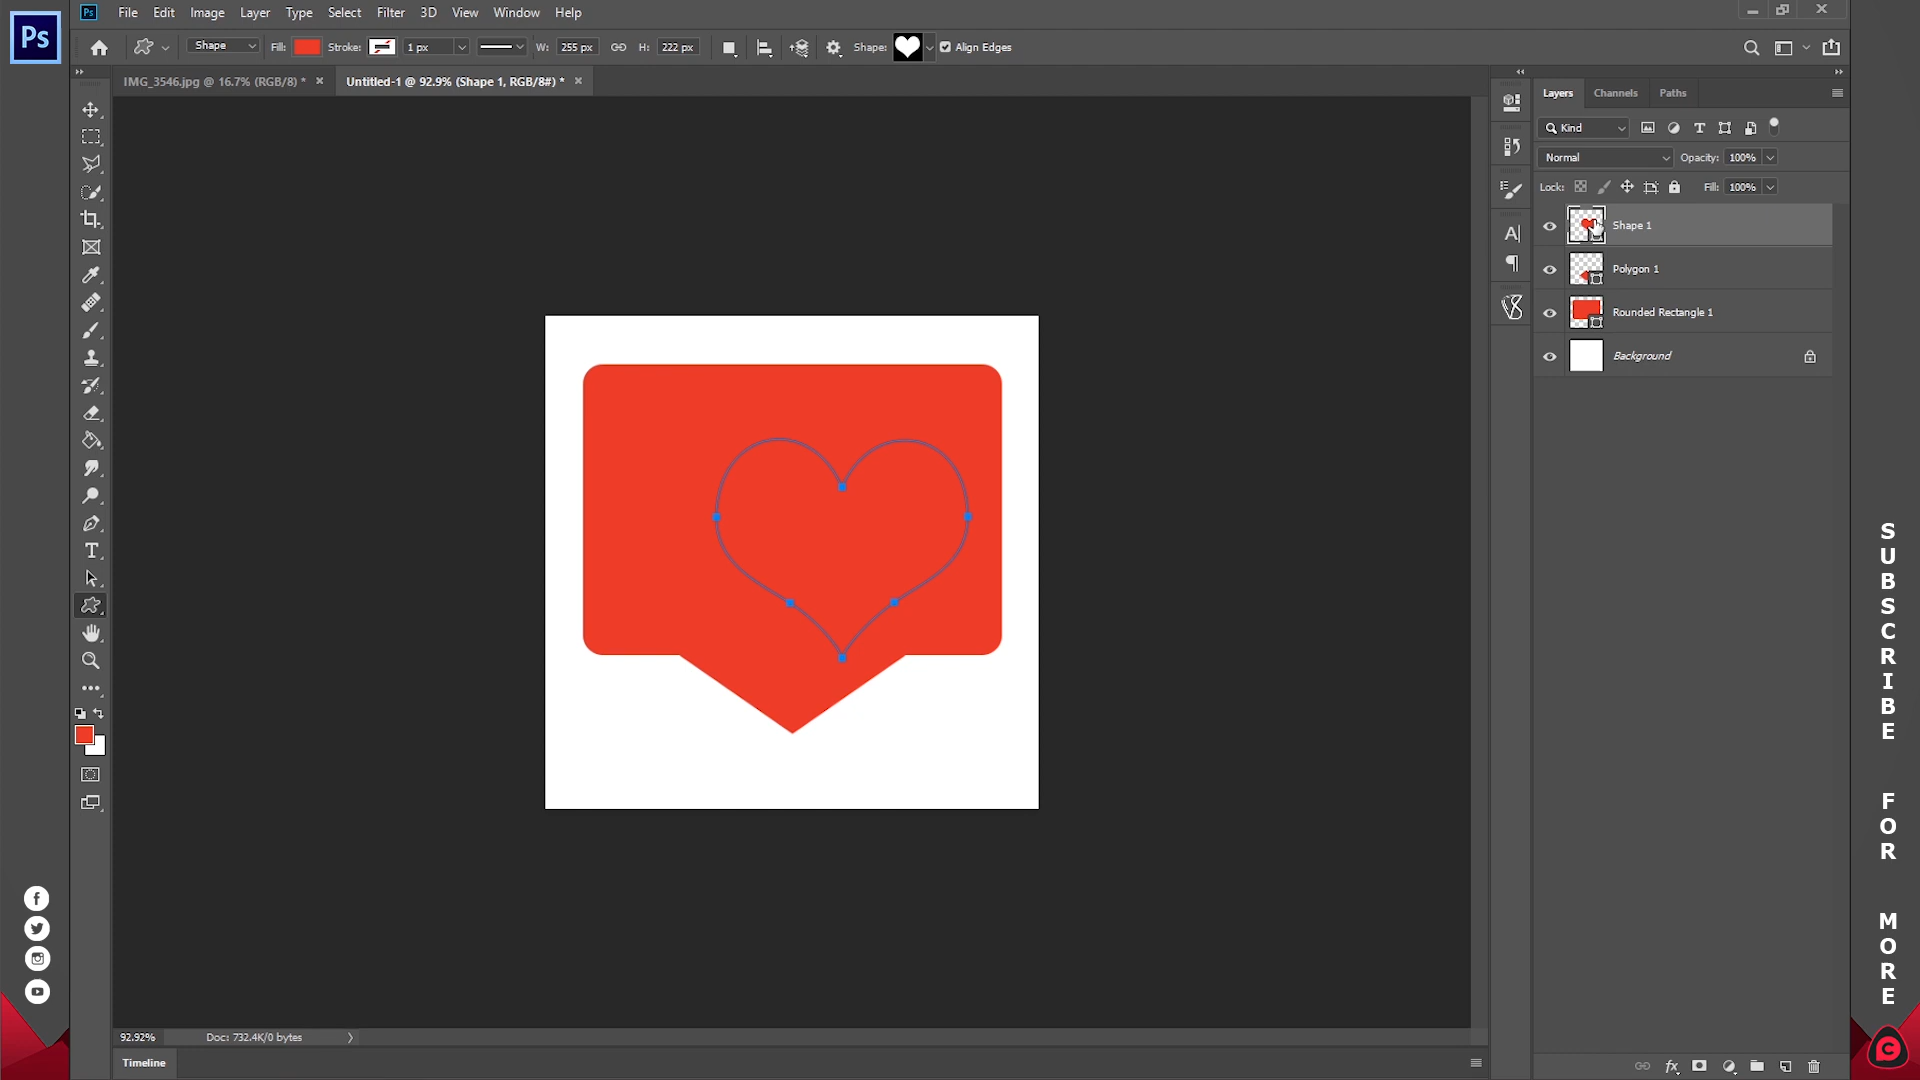 Ps
Ps File Edit Image Layer Type Select Filter 3D View Window Help
Shape Fill: Stroke: 1 px W: 255 px H: 222 px Shape: Align Edges
IMG_3546.jpg @ 16.7% (RGB/8) * × Untitled-1 @ 92.9% (Shape 1, RGB/8#) * ×
Layers Channels Paths
Kind
Normal Opacity: 100%
Lock: Fill: 100%
Shape 1
Polygon 1
Rounded Rectangle 1
Background
SUBSCRIBE FOR MORE
92.92% Doc: 732.4K/0 bytes
Timeline